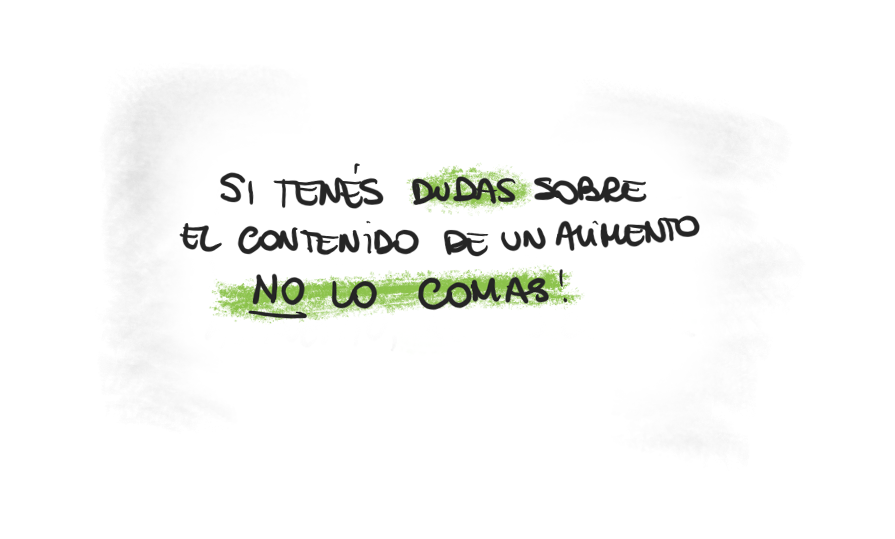 SI TENÉS DUDAS SOBRE
EL CONTENIDO DE UN ALIMENTO
NO LO COMAS!